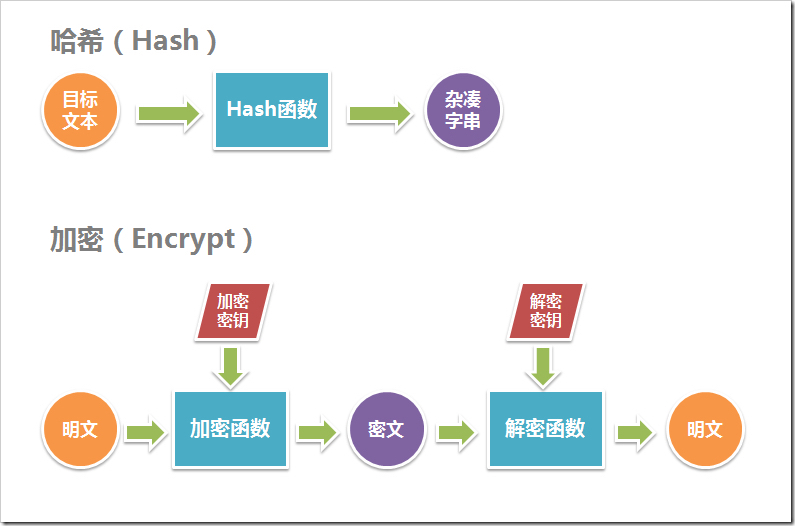 哈希（Hash）
目标
文本
Hash函数
杂凑
字串
加密（Encrypt）
加密
密钥
解密
密钥
明文
加密函数
密文
解密函数
明文